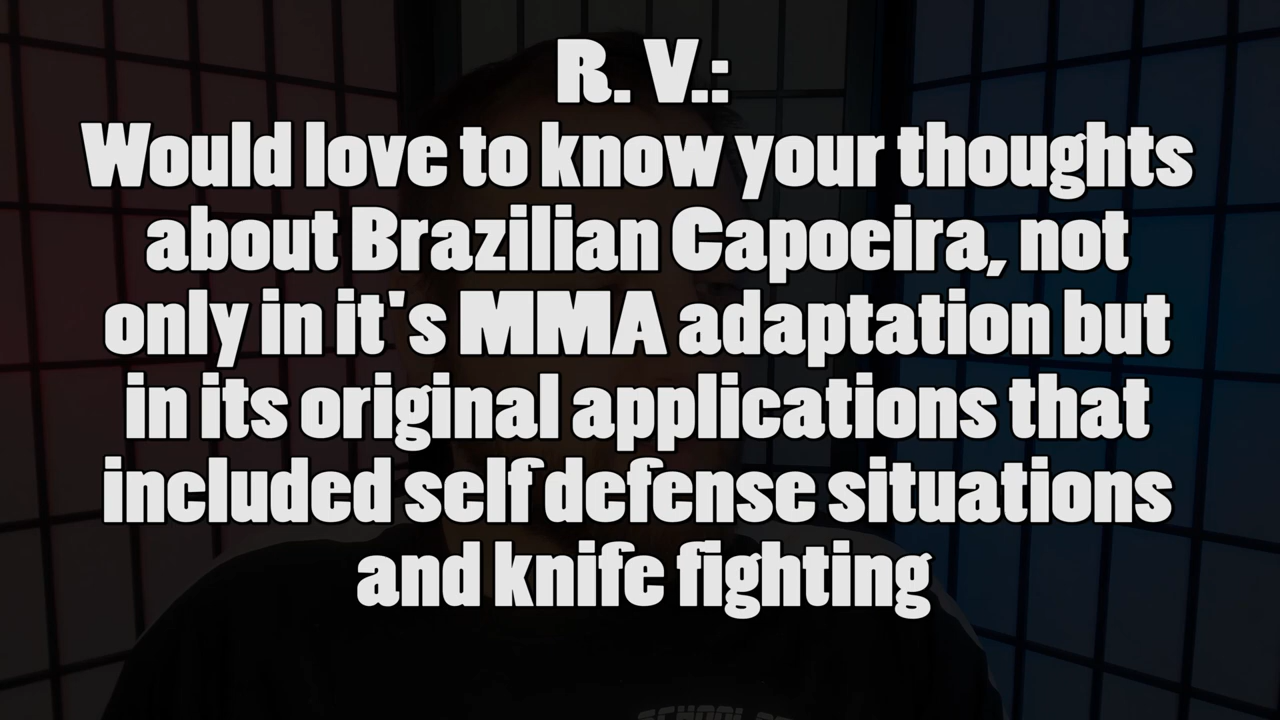 R. V.:
Would love to know your thoughts
about Brazilian Capoeira, not
only in it's MMA adaptation but
in its original applications that
included self defense situations
and knife fighting
SCHOOL